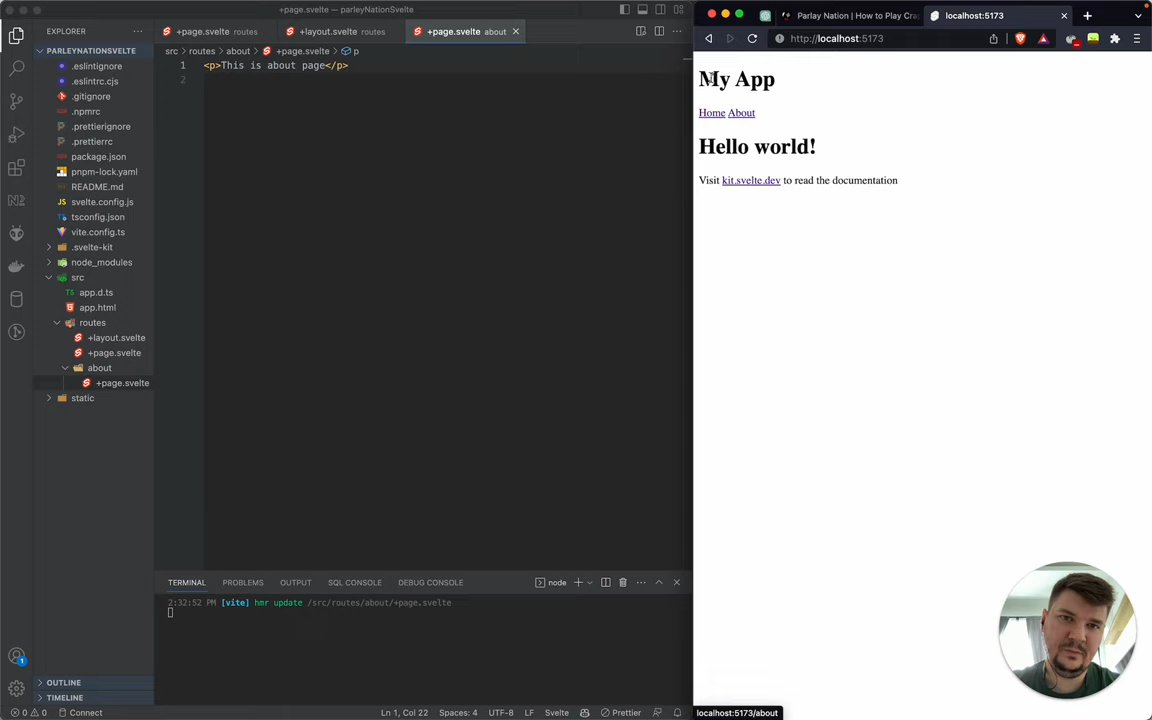 +page.svelte — parleyNationSvelte
EXPLORER
PARLEYNATIONSVELTE
.eslintignore
.eslintrc.cjs
.gitignore
.npmrc
.prettierignore
.prettierrc
package.json
pnpm-lock.yaml
README.md
svelte.config.js
tsconfig.json
vite.config.ts
.svelte-kit
node_modules
src
TS app.d.ts
app.html
routes
+layout.svelte
+page.svelte
about
+page.svelte
static
OUTLINE
TIMELINE
+page.svelte routes
+layout.svelte routes
+page.svelte about
src > routes > about > +page.svelte > p
1 <p>This is about page</p>
2
TERMINAL PROBLEMS OUTPUT SQL CONSOLE DEBUG CONSOLE
node
2:32:52 PM [vite] hmr update /src/routes/about/+page.svelte
0 0 Connect
Ln 1, Col 22 Spaces: 4 UTF-8 LF Svelte Prettier
1
Parlay Nation | How to Play Cra
localhost:5173
http://localhost:5173
My App
Home About
Hello world!
Visit kit.svelte.dev to read the documentation
localhost:5173/about